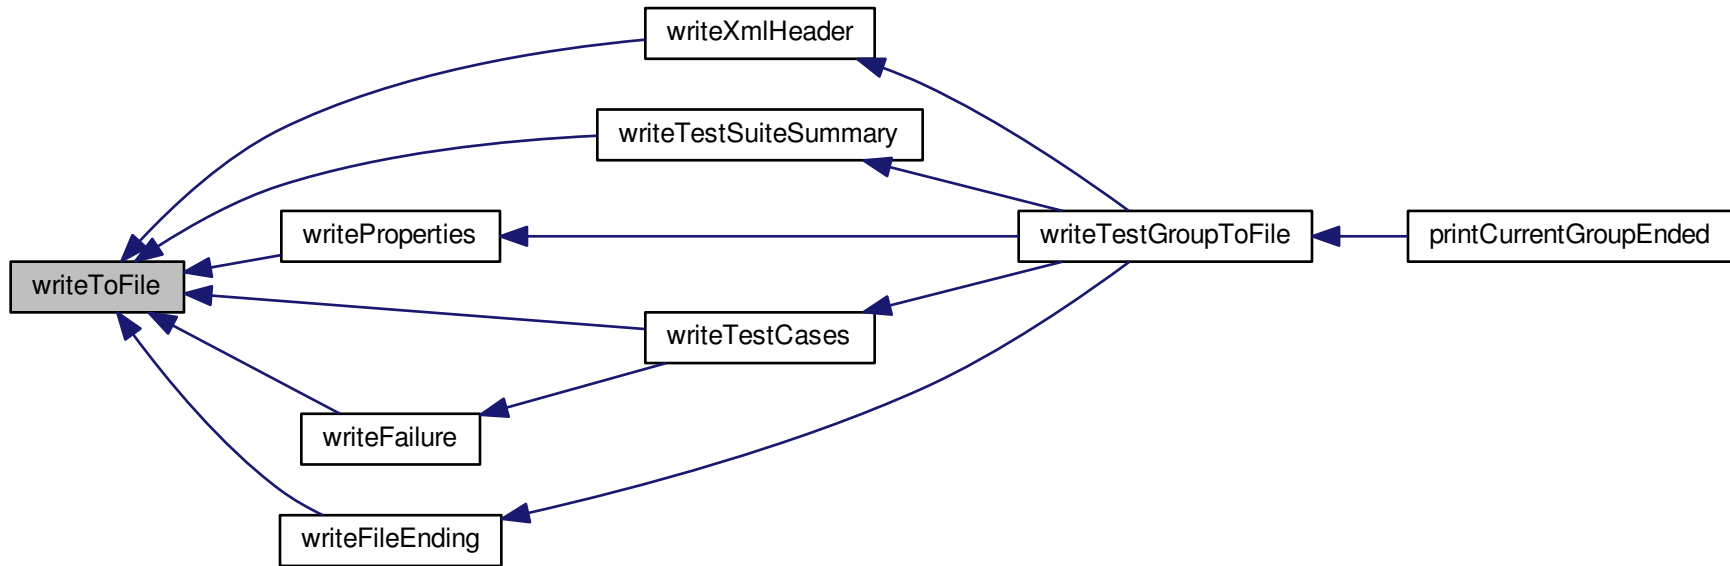 writeXmlHeader
writeTestSuiteSummary
writeProperties
writeTestGroupToFile
printCurrentGroupEnded
writeToFile
writeTestCases
writeFailure
writeFileEnding